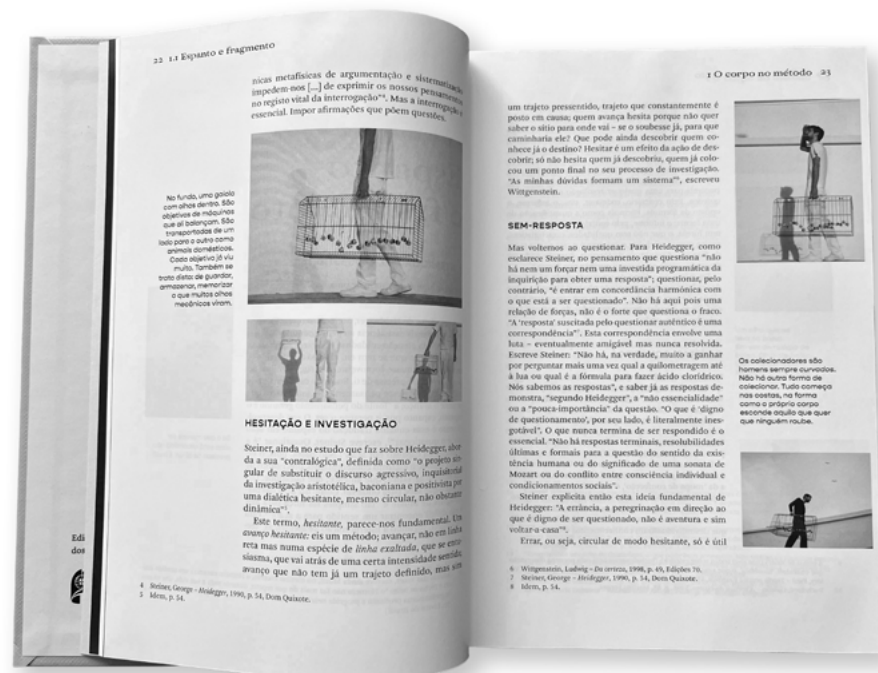 22 1.1 Espanto e fragmento
nicas metafísicas de argumentação e sistematização
impedem-nos [...] de exprimir os nossos pensamentos
no registo vital da interrogação"⁴. Mas a interrogação é
essencial. Impor afirmações que põem questões.
No fundo, uma gaiola
com olhos dentro. São
objetivas de máquinas
que ali balançam. São
transportadas de um
lado para o outro como
animais domésticos.
Cada objetiva já viu
muito. Também se
trata disto: de guardar,
armazenar, memorizar
o que muitos olhos
mecânicos viram.
HESITAÇÃO E INVESTIGAÇÃO
Steiner, ainda no estudo que faz sobre Heidegger, abor
da a sua "contralógica", definida como "o projeto sin
gular de substituir o discurso agressivo, inquisitorial
da investigação aristotélica, baconiana e positivista por
uma dialética hesitante, mesmo circular, não obstante
dinâmica"⁵.
Este termo, hesitante, parece-nos fundamental. Um
avanço hesitante: eis um método; avançar, não em linha
reta mas numa espécie de linha exaltada, que se entu
siasma, que vai atrás de uma certa intensidade sentida;
avanço que não tem já um trajeto definido, mas sim
4 Steiner, George – Heidegger, 1990, p. 54, Dom Quixote.
5 Idem, p. 54.
Edi
dos
1 O corpo no método 23
um trajeto pressentido, trajeto que constantemente é
posto em causa; quem avança hesita porque não quer
saber o sítio para onde vai – se o soubesse já, para que
caminharia ele? Que pode ainda descobrir quem co-
nhece já o destino? Hesitar é um efeito da ação de des-
cobrir; só não hesita quem já descobriu, quem já colo-
cou um ponto final no seu processo de investigação.
"As minhas dúvidas formam um sistema"⁶, escreveu
Wittgenstein.
SEM-RESPOSTA
Mas voltemos ao questionar. Para Heidegger, como
esclarece Steiner, no pensamento que questiona "não
há nem um forçar nem uma investida programática da
inquirição para obter uma resposta"; questionar, pelo
contrário, "é entrar em concordância harmónica com
o que está a ser questionado". Não há aqui pois uma
relação de forças, não é o forte que questiona o fraco.
"A 'resposta' suscitada pelo questionar autêntico é uma
correspondência"⁷. Esta correspondência envolve uma
luta – eventualmente amigável mas nunca resolvida.
Escreve Steiner: "Não há, na verdade, muito a ganhar
por perguntar mais uma vez qual a quilometragem até
à lua ou qual é a fórmula para fazer ácido clorídrico.
Nós sabemos as respostas", e saber já as respostas de-
monstra, "segundo Heidegger", a "não essencialidade"
ou a "pouca-importância" da questão. "O que é 'digno
de questionamento', por seu lado, é literalmente ines-
gotável". O que nunca termina de ser respondido é o
essencial. "Não há respostas terminais, resolubilidades
últimas e formais para a questão do sentido da exis-
tência humana ou do significado de uma sonata de
Mozart ou do conflito entre consciência individual e
condicionamentos sociais".
Steiner explicita então esta ideia fundamental de
Heidegger: "A errância, a peregrinação em direção ao
que é digno de ser questionado, não é aventura e sim
voltar-a-casa"⁸.
Errar, ou seja, circular de modo hesitante, só é útil
Os colecionadores são
homens sempre curvados.
Não há outra forma de
colecionar. Tudo começa
nas costas, na forma
como o próprio corpo
esconde aquilo que quer
que ninguém roube.
6 Wittgenstein, Ludwig – Da certeza, 1998, p. 49, Edições 70.
7 Steiner, George – Heidegger, 1990, p. 54, Dom Quixote.
8 Idem, p. 54.